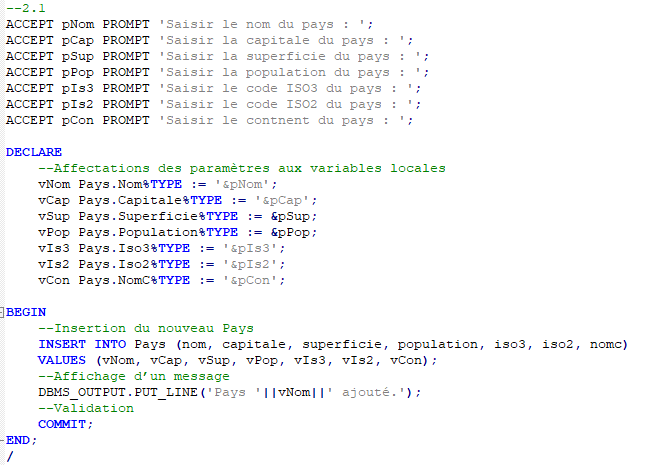 --2.1
ACCEPT pNom PROMPT 'Saisir le nom du pays : ';
ACCEPT pCap PROMPT 'Saisir la capitale du pays : ';
ACCEPT pSup PROMPT 'Saisir la superficie du pays : ';
ACCEPT pPop PROMPT 'Saisir la population du pays : ';
ACCEPT pIs3 PROMPT 'Saisir le code ISO3 du pays : ';
ACCEPT pIs2 PROMPT 'Saisir le code ISO2 du pays : ';
ACCEPT pCon PROMPT 'Saisir le contnent du pays : ';
DECLARE
--Affectations des paramètres aux variables locales
vNom Pays.Nom%TYPE := '&pNom';
vCap Pays.Capitale%TYPE := '&pCap';
vSup Pays.Superficie%TYPE := &pSup;
vPop Pays.Population%TYPE := &pPop;
vIs3 Pays.Iso3%TYPE := '&pIs3';
vIs2 Pays.Iso2%TYPE := '&pIs2';
vCon Pays.NomC%TYPE := '&pCon';
BEGIN
--Insertion du nouveau Pays
INSERT INTO Pays (nom, capitale, superficie, population, iso3, iso2, nomc)
VALUES (vNom, vCap, vSup, vPop, vIs3, vIs2, vCon);
--Affichage d’un message
DBMS_OUTPUT.PUT_LINE('Pays '||vNom||' ajouté.');
--Validation
COMMIT;
END;
/